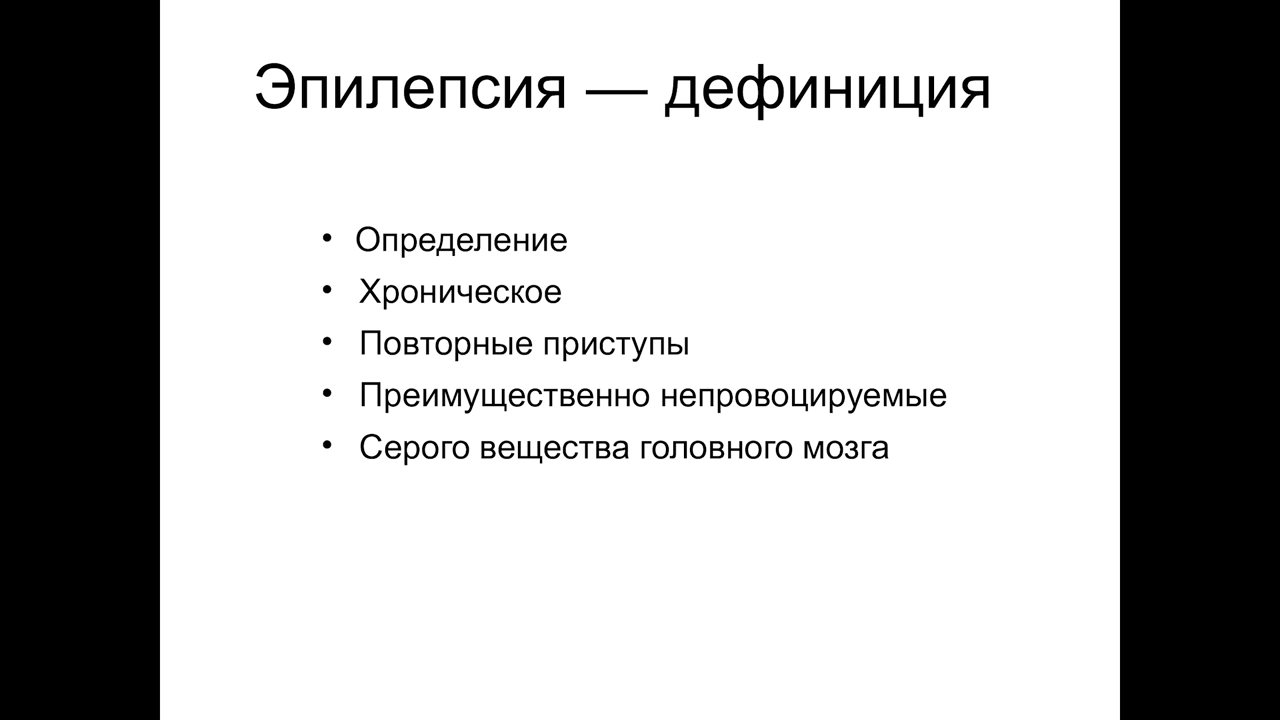 Эпилепсия — дефиниция
• Определение
• Хроническое
• Повторные приступы
• Преимущественно непровоцируемые
• Серого вещества головного мозга